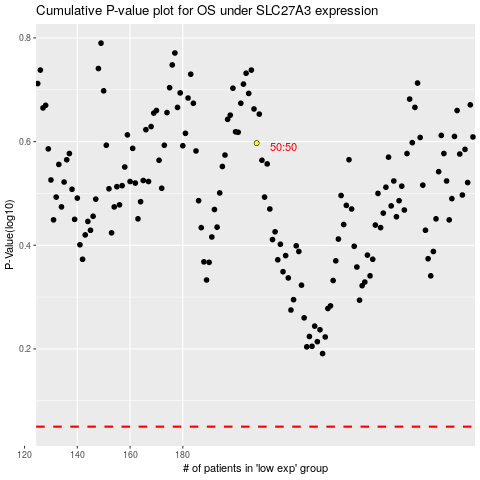 Cumulative P-value plot for OS under SLC27A3 expression
P-Value(log10)
0.8
0.6
0.4
0.2
50:50
120 140 160 180
# of patients in 'low exp' group